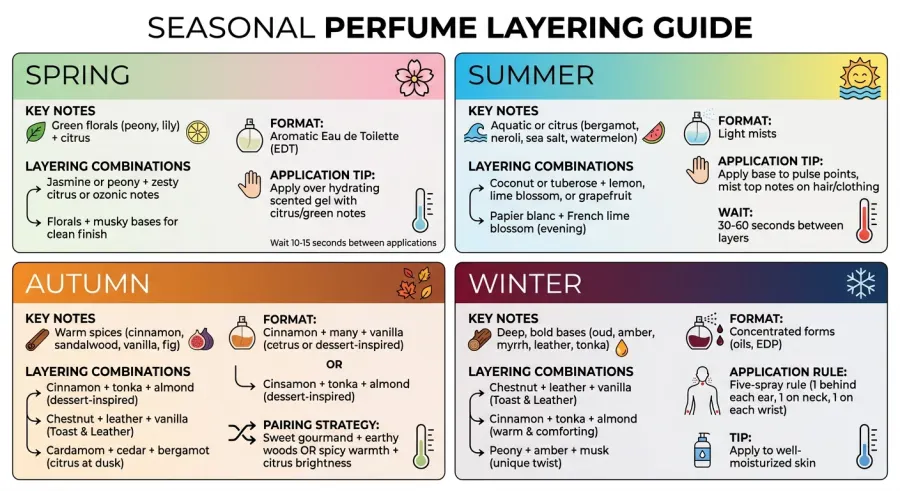 SEASONAL PERFUME LAYERING GUIDE
SPRING
KEY NOTES
Green florals (peony, lily)
+ citrus
LAYERING COMBINATIONS
Jasmine or peony + zesty
citrus or ozonic notes
Florals + musky bases for
clean finish
FORMAT:
Aromatic Eau de Toilette
(EDT)
APPLICATION TIP:
Apply over hydrating
scented gel with
citrus/green notes
Wait 10-15 seconds between applications
SUMMER
KEY NOTES
Aquatic or citrus (bergamot,
neroli, sea salt, watermelon)
LAYERING COMBINATIONS
Coconut or tuberose + lemon,
lime blossom, or grapefruit
Papier blanc + French lime
blossom (evening)
FORMAT:
Light mists
APPLICATION TIP:
Apply base to pulse points,
mist top notes on hair/clothing
WAIT:
30-60 seconds between
layers
AUTUMN
KEY NOTES
Warm spices (cinnamon,
sandalwood, vanilla, fig)
LAYERING COMBINATIONS
Cinnamon + tonka + almond
(dessert-inspired)
Chestnut + leather + vanilla
(Toast & Leather)
Cardamom + cedar + bergamot
(citrus at dusk)
FORMAT:
Cinnamon + many + vanilla
(cetrus or dessert-inspired)
OR
Cinsamon + tonka + almond
(dessert-inspired)
PAIRING STRATEGY:
Sweet gourmand + earthy
woods OR spicy warmth +
citrus brightness
WINTER
KEY NOTES
Deep, bold bases (oud, amber,
myrrh, leather, tonka)
LAYERING COMBINATIONS
Chestnut + leather + vanilla
(Toast & Leather)
Cinnamon + tonka + almond
(warm & comforting)
Peony + amber + musk
(unique twist)
FORMAT:
Concentrated forms
(oils, EDP)
APPLICATION RULE:
Five-spray rule (1 behind
each ear, 1 on neck, 1 on
each wrist)
TIP:
Apply to well-
moisturized skin